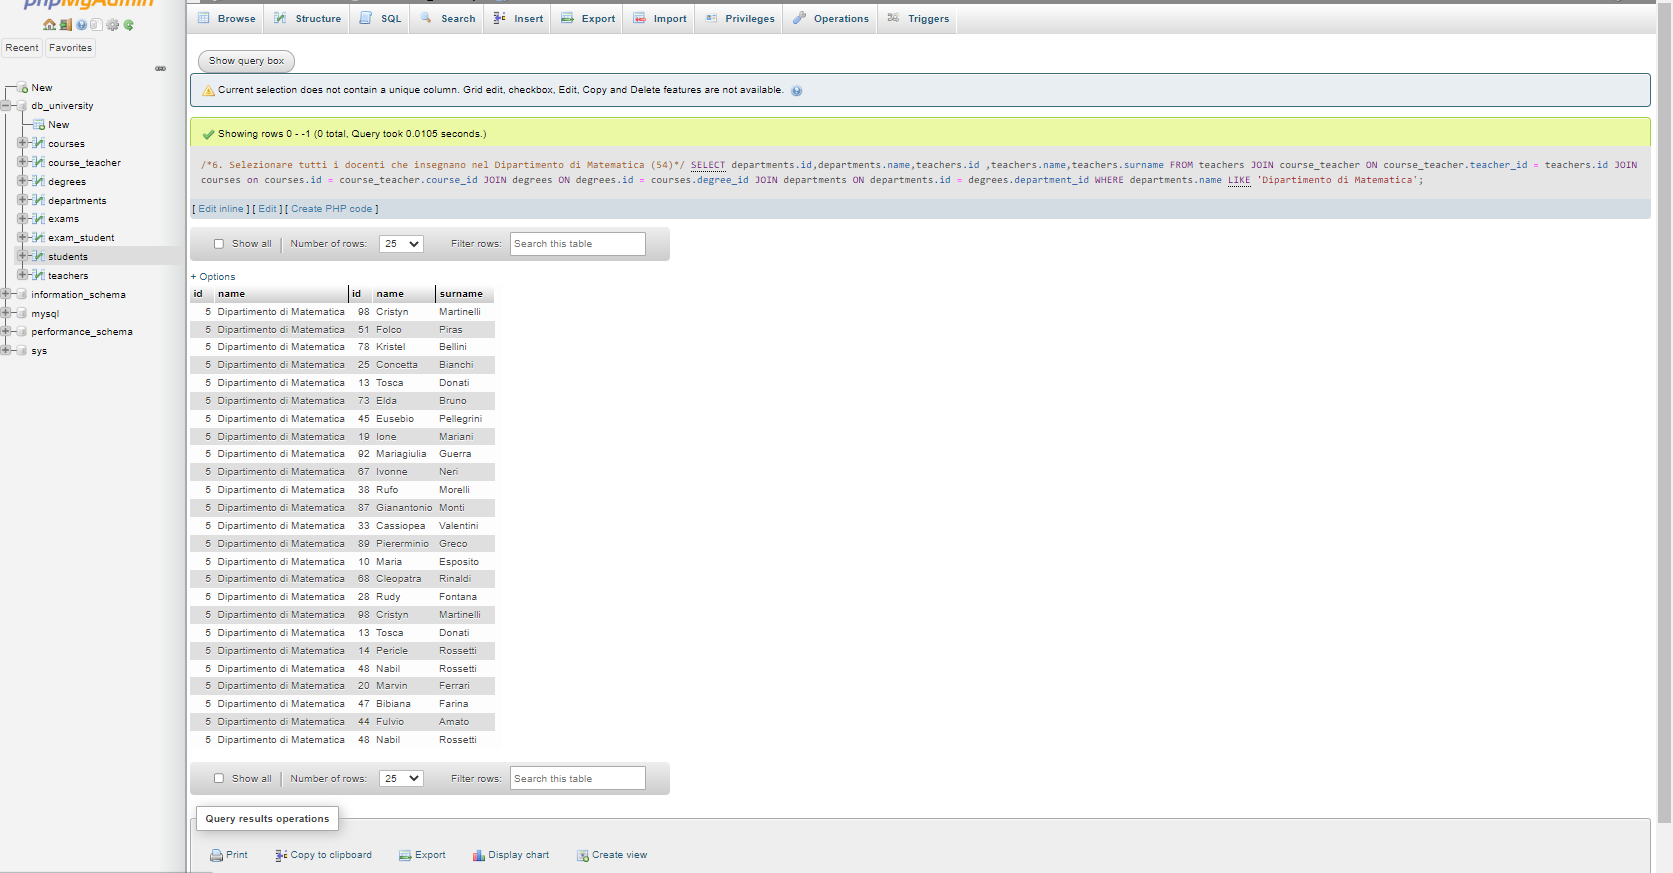 phpMyAdmin
Recent Favorites
New
db_university
New
courses
course_teacher
degrees
departments
exams
exam_student
students
teachers
information_schema
mysql
performance_schema
sys
Browse Structure SQL Search Insert Export Import Privileges Operations Triggers
Show query box
Current selection does not contain a unique column. Grid edit, checkbox, Edit, Copy and Delete features are not available.
Showing rows 0 - -1 (0 total, Query took 0.0105 seconds.)
/*6. Selezionare tutti i docenti che insegnano nel Dipartimento di Matematica (54)*/ SELECT departments.id,departments.name,teachers.id ,teachers.name,teachers.surname FROM teachers JOIN course_teacher ON course_teacher.teacher_id = teachers.id JOIN
courses on courses.id = course_teacher.course_id JOIN degrees ON degrees.id = courses.degree_id JOIN departments ON departments.id = degrees.department_id WHERE departments.name LIKE 'Dipartimento di Matematica';
[ Edit inline ] [ Edit ] [ Create PHP code ]
Show all Number of rows: 25 Filter rows: Search this table
+ Options
id name id name surname
5 Dipartimento di Matematica 98 Cristyn Martinelli
5 Dipartimento di Matematica 51 Folco Piras
5 Dipartimento di Matematica 78 Kristel Bellini
5 Dipartimento di Matematica 25 Concetta Bianchi
5 Dipartimento di Matematica 13 Tosca Donati
5 Dipartimento di Matematica 73 Elda Bruno
5 Dipartimento di Matematica 45 Eusebio Pellegrini
5 Dipartimento di Matematica 19 Ione Mariani
5 Dipartimento di Matematica 92 Mariagiulia Guerra
5 Dipartimento di Matematica 67 Ivonne Neri
5 Dipartimento di Matematica 38 Rufo Morelli
5 Dipartimento di Matematica 87 Gianantonio Monti
5 Dipartimento di Matematica 33 Cassiopea Valentini
5 Dipartimento di Matematica 89 Piererminio Greco
5 Dipartimento di Matematica 10 Maria Esposito
5 Dipartimento di Matematica 68 Cleopatra Rinaldi
5 Dipartimento di Matematica 28 Rudy Fontana
5 Dipartimento di Matematica 98 Cristyn Martinelli
5 Dipartimento di Matematica 13 Tosca Donati
5 Dipartimento di Matematica 14 Pericle Rossetti
5 Dipartimento di Matematica 48 Nabil Rossetti
5 Dipartimento di Matematica 20 Marvin Ferrari
5 Dipartimento di Matematica 47 Bibiana Farina
5 Dipartimento di Matematica 44 Fulvio Amato
5 Dipartimento di Matematica 48 Nabil Rossetti
Show all Number of rows: 25 Filter rows: Search this table
Query results operations
Print Copy to clipboard Export Display chart Create view